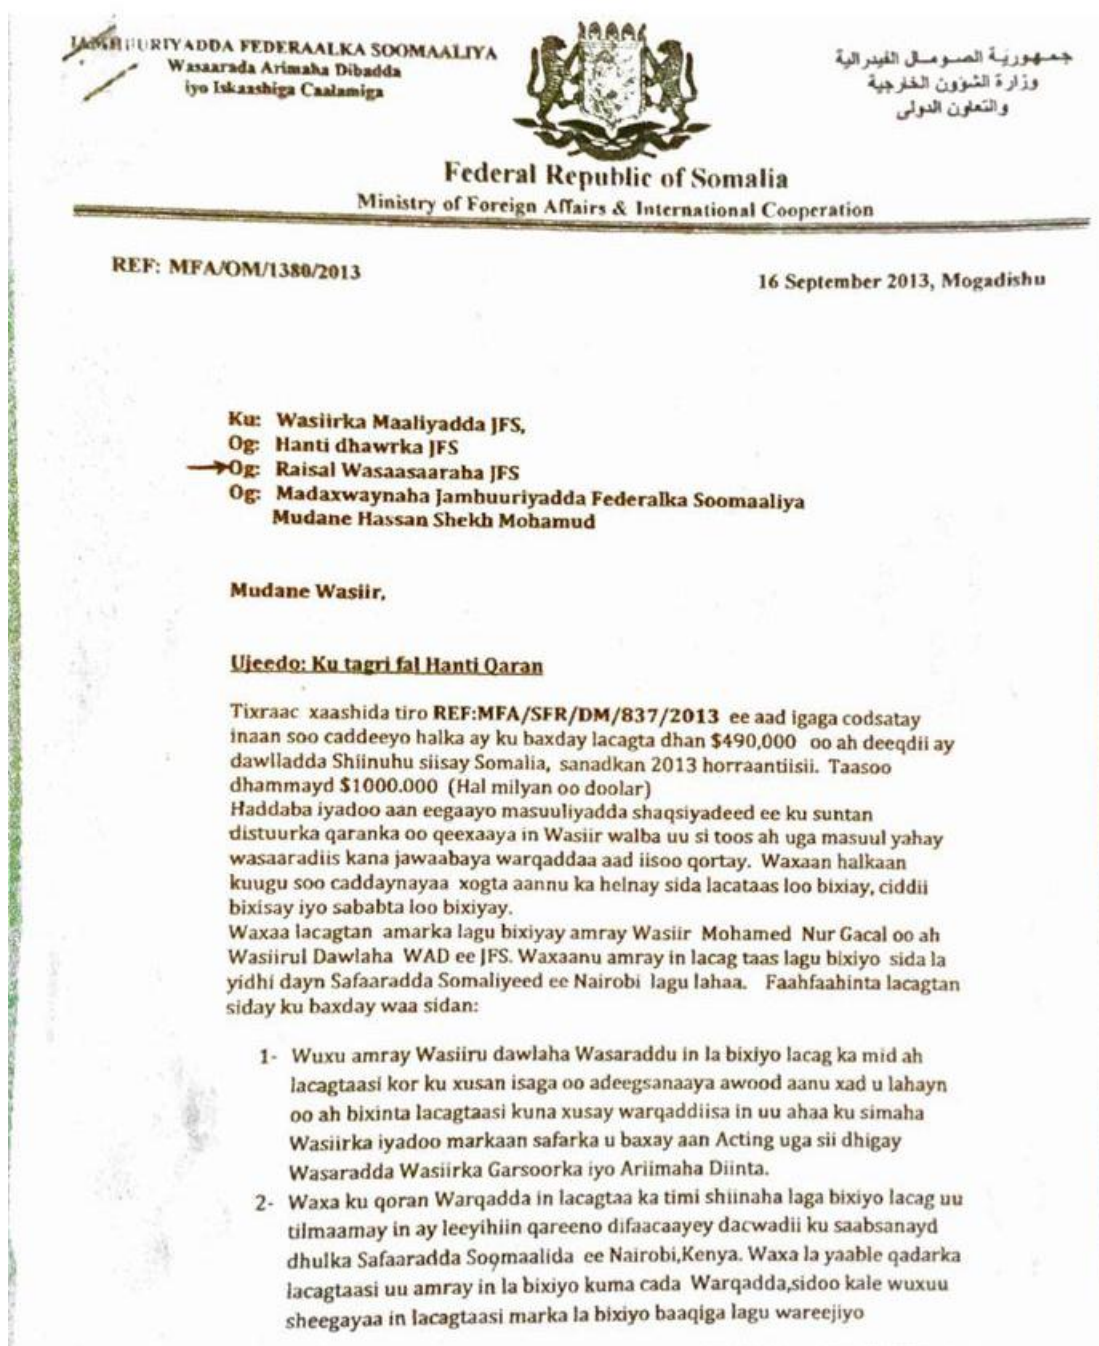 JAMHUURIYADDA FEDERAALKA SOOMAALIYA
Wasaarada Arimaha Dibadda
iyo Iskaashiga Caalamiga
جمهورية الصومال الفيدرالية
وزارة الشؤون الخارجية
والتعاون الدولى
Federal Republic of Somalia
Ministry of Foreign Affairs & International Cooperation
REF: MFA/OM/1380/2013
16 September 2013, Mogadishu
Ku: Wasiirka Maaliyadda JFS,
Og: Hanti dhawrka JFS
Og: Raisal Wasaasaaraha JFS
Og: Madaxwaynaha Jamhuuriyadda Federalka Soomaaliya
Mudane Hassan Shekh Mohamud
Mudane Wasiir,
Ujeedo: Ku tagri fal Hanti Qaran
Tixraac xaashida tiro REF:MFA/SFR/DM/837/2013 ee aad igaga codsatay
inaan soo caddeeyo halka ay ku baxday lacagta dhan $490,000 oo ah deeqdii ay
dawlladda Shiinuhu siisay Somalia, sanadkan 2013 horraantiisii. Taasoo
dhammayd $1000.000 (Hal milyan oo doolar)
Haddaba iyadoo aan eegaayo masuuliyadda shaqsiyadeed ee ku suntan
distuurka qaranka oo qeexaaya in Wasiir walba uu si toos ah uga masuul yahay
wasaaradiis kana jawaabaya warqaddaa aad iisoo qortay. Waxaan halkaan
kuugu soo caddaynayaa xogta aannu ka helnay sida lacataas loo bixiay, ciddii
bixisay iyo sababta loo bixiyay.
Waxaa lacagtan amarka lagu bixiyay amray Wasiir Mohamed Nur Gacal oo ah
Wasiirul Dawlaha WAD ee JFS. Waxaanu amray in lacag taas lagu bixiyo sida la
yidhi dayn Safaaradda Somaliyeed ee Nairobi lagu lahaa. Faahfaahinta lacagtan
siday ku baxday waa sidan:
1- Wuxu amray Wasiiru dawlaha Wasaraddu in la bixiyo lacag ka mid ah
lacagtaasi kor ku xusan isaga oo adeegsanaaya awood aanu xad u lahayn
oo ah bixinta lacagtaasi kuna xusay warqaddiisa in uu ahaa ku simaha
Wasiirka iyadoo markaan safarka u baxay aan Acting uga sii dhigay
Wasaradda Wasiirka Garsoorka iyo Ariimaha Diinta.
2- Waxa ku qoran Warqadda in lacagtaa ka timi shiinaha laga bixiyo lacag uu
tilmaamay in ay leeyihiin qareeno difaacaayey dacwadii ku saabsanayd
dhulka Safaaradda Soomaalida ee Nairobi,Kenya. Waxa la yaable qadarka
lacagtaasi uu amray in la bixiyo kuma cada Warqadda,sidoo kale wuxuu
sheegayaa in lacagtaasi marka la bixiyo baaqiga lagu wareejiyo